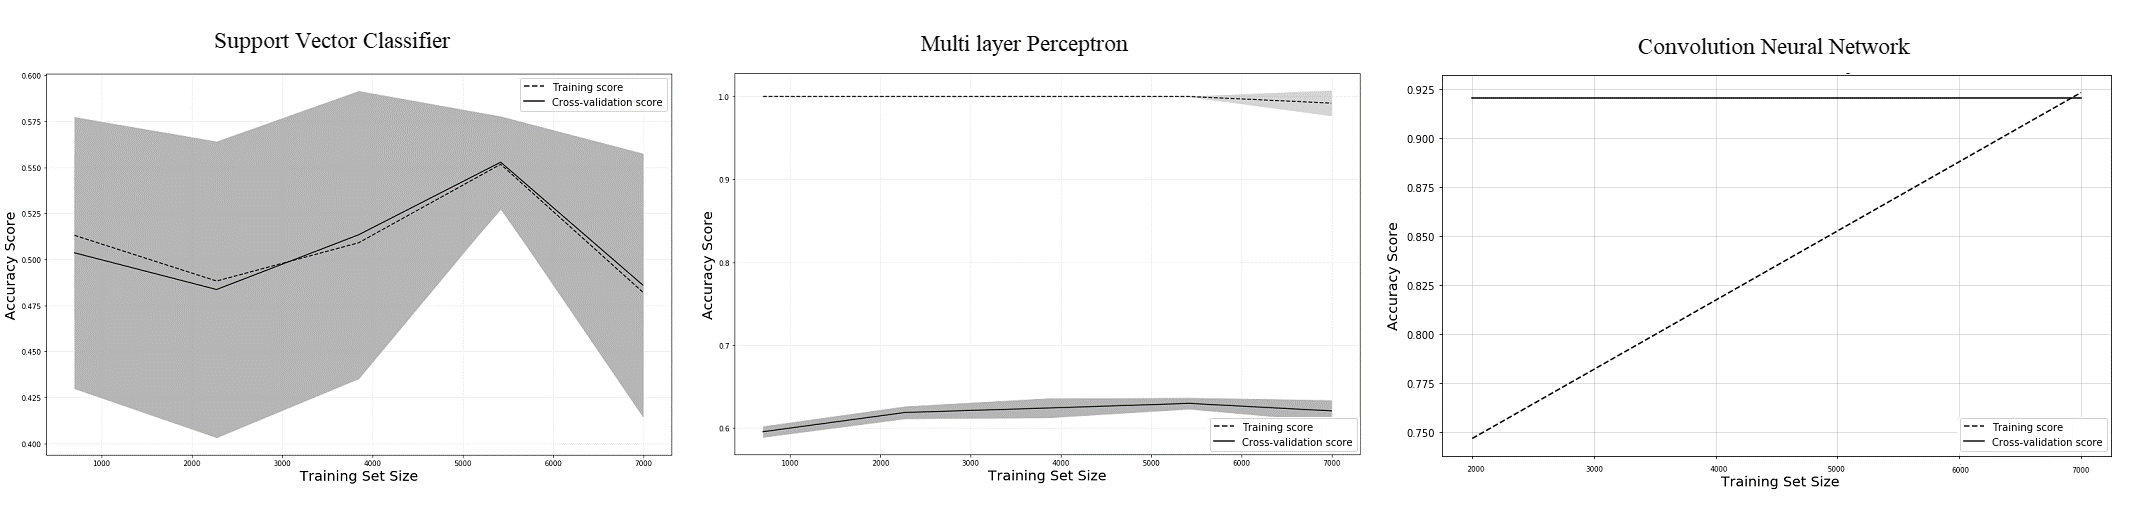 Support Vector Classifier
0.600
0.575
0.550
0.525
0.500
0.475
0.450
0.425
0.400
Accuracy Score
Training score
Cross-validation score
1000 2000 3000 4000 5000 6000 7000
Training Set Size
Multi layer Perceptron
1.0
0.9
0.8
0.7
0.6
Accuracy Score
Training score
Cross-validation score
1000 2000 3000 4000 5000 6000 7000
Training Set Size
Convolution Neural Network
0.925
0.900
0.875
0.850
0.825
0.800
0.775
0.750
Accuracy Score
Training score
Cross-validation score
2000 3000 4000 5000 6000 7000
Training Set Size